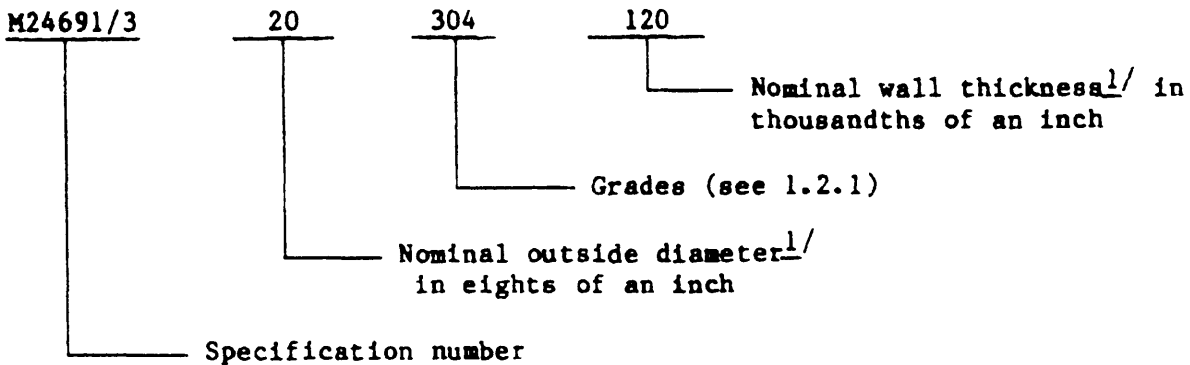 M24691/3 20 304 120
Nominal wall thickness1/ in
thousandths of an inch
Grades (see 1.2.1)
Nominal outside diameter1/
in eights of an inch
Specification number